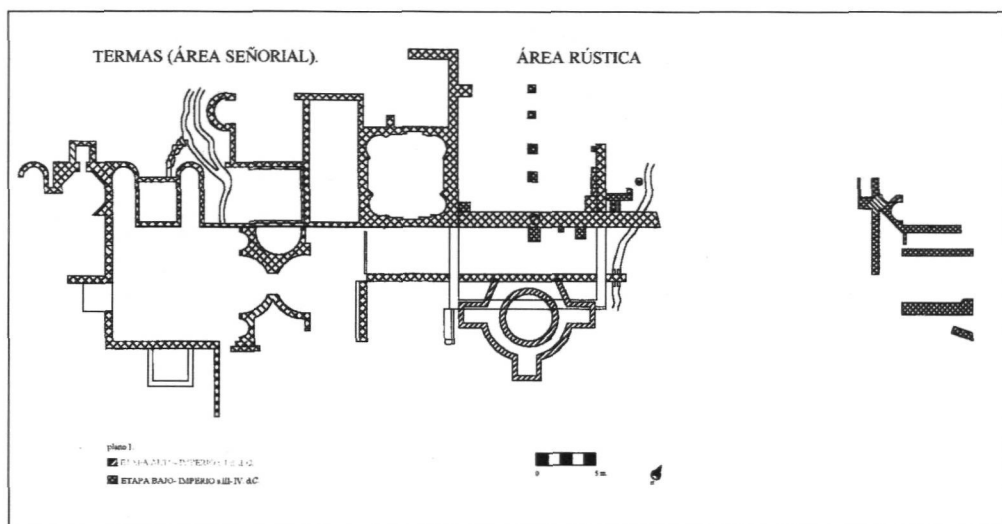 TERMAS (ÁREA SEÑORIAL).
ÁREA RÚSTICA
plano 1.
ETAPA BAJO- IMPERIO s.III- IV. d.C
0 5 m.